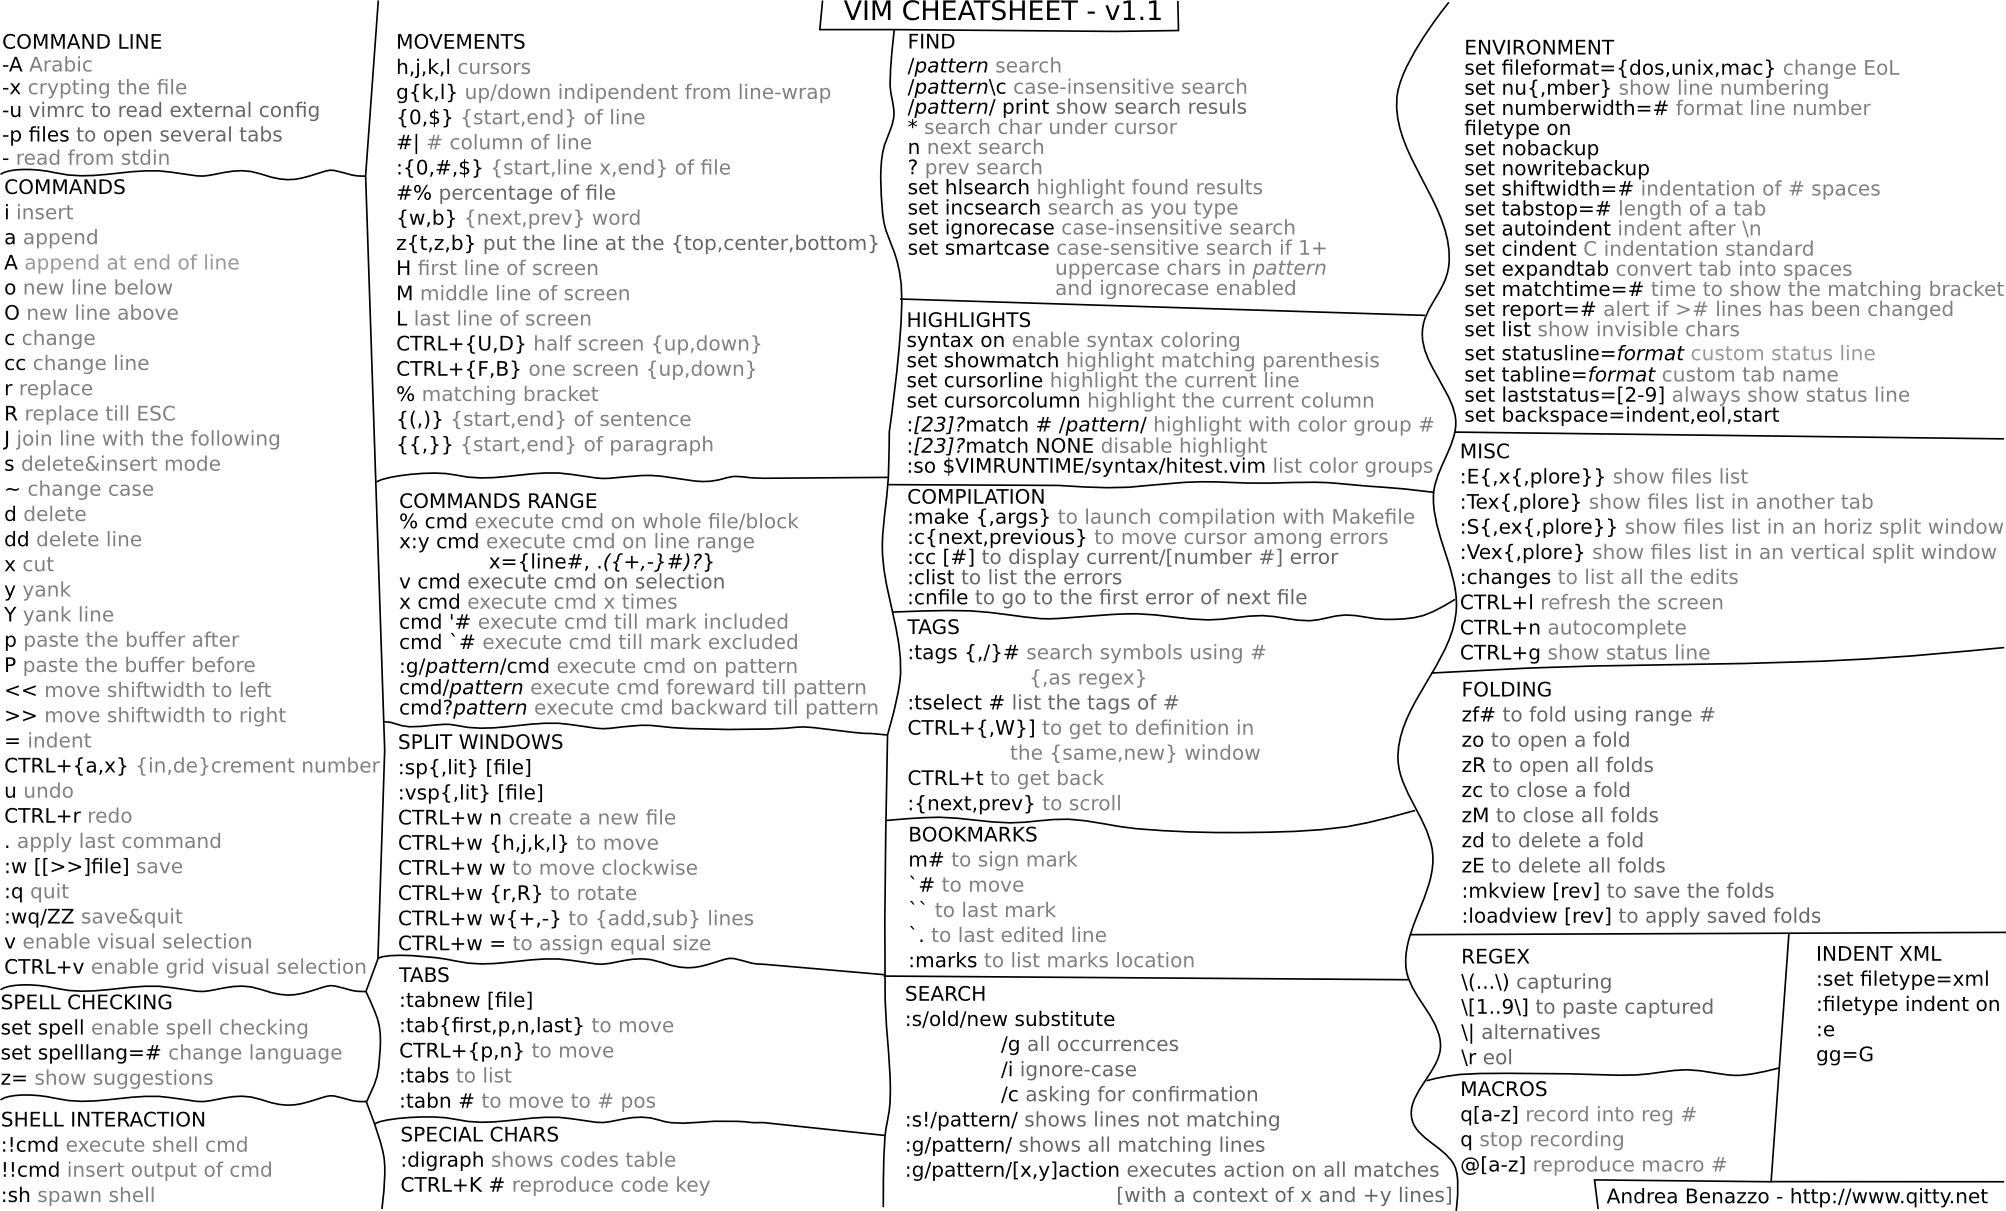 VIM CHEATSHEET - v1.1
COMMAND LINE
-A Arabic
-x crypting the file
-u vimrc to read external config
-p files to open several tabs
- read from stdin
COMMANDS
i insert
a append
A append at end of line
o new line below
O new line above
c change
cc change line
r replace
R replace till ESC
J join line with the following
s delete&insert mode
~ change case
d delete
dd delete line
x cut
y yank
Y yank line
p paste the buffer after
P paste the buffer before
<< move shiftwidth to left
>> move shiftwidth to right
= indent
CTRL+{a,x} {in,de}crement number
u undo
CTRL+r redo
. apply last command
:w [[>>]file] save
:q quit
:wq/ZZ save&quit
v enable visual selection
CTRL+v enable grid visual selection
SPELL CHECKING
set spell enable spell checking
set spelllang=# change language
z= show suggestions
SHELL INTERACTION
:!!cmd execute shell cmd
!!cmd insert output of cmd
:sh spawn shell
MOVEMENTS
h,j,k,l cursors
g{k,l} up/down indipendent from line-wrap
{0,$} {start,end} of line
#| # column of line
:{0,#,$} {start,line x,end} of file
#% percentage of file
{w,b} {next,prev} word
z{t,z,b} put the line at the {top,center,bottom}
H first line of screen
M middle line of screen
L last line of screen
CTRL+{U,D} half screen {up,down}
CTRL+{F,B} one screen {up,down}
% matching bracket
{(,)} {start,end} of sentence
{{,}} {start,end} of paragraph
COMMANDS RANGE
% cmd execute cmd on whole file/block
x:y cmd execute cmd on line range
x={line#, .({+,-}#)?}
v cmd execute cmd on selection
x cmd execute cmd x times
cmd '# execute cmd till mark included
cmd `# execute cmd till mark excluded
:g/pattern/cmd execute cmd on pattern
cmd/pattern execute cmd foreward till pattern
cmd?pattern execute cmd backward till pattern
SPLIT WINDOWS
:sp{,lit} [file]
:vsp{,lit} [file]
CTRL+w n create a new file
CTRL+w {h,j,k,l} to move
CTRL+w w to move clockwise
CTRL+w {r,R} to rotate
CTRL+w w{+,-} to {add,sub} lines
CTRL+w = to assign equal size
TABS
:tabnew [file]
:tab{first,p,n,last} to move
CTRL+{p,n} to move
:tabs to list
:tabn # to move to # pos
SPECIAL CHARS
:digraph shows codes table
CTRL+K # reproduce code key
FIND
/pattern search
/pattern\c case-insensitive search
/pattern/ print show search resuls
* search char under cursor
n next search
? prev search
set hlsearch highlight found results
set incsearch search as you type
set ignorecase case-insensitive search
set smartcase case-sensitive search if 1+
uppercase chars in pattern
and ignorecase enabled
HIGHLIGHTS
syntax on enable syntax coloring
set showmatch highlight matching parenthesis
set cursorline highlight the current line
set cursorcolumn highlight the current column
:[23]?match # /pattern/ highlight with color group #
:[23]?match NONE disable highlight
:so $VIMRUNTIME/syntax/hitest.vim list color groups
COMPILATION
:make {,args} to launch compilation with Makefile
:c{next,previous} to move cursor among errors
:cc [#] to display current/[number #] error
:clist to list the errors
:cnfile to go to the first error of next file
TAGS
:tags {,/}# search symbols using #
{,as regex}
:tselect # list the tags of #
CTRL+{,W}] to get to definition in
the {same,new} window
CTRL+t to get back
:{next,prev} to scroll
BOOKMARKS
m# to sign mark
`# to move
`` to last mark
`. to last edited line
:marks to list marks location
SEARCH
:s/old/new substitute
/g all occurrences
/i ignore-case
/c asking for confirmation
:s!/pattern/ shows lines not matching
:g/pattern/ shows all matching lines
:g/pattern/[x,y]action executes action on all matches
[with a context of x and +y lines]
ENVIRONMENT
set fileformat={dos,unix,mac} change EoL
set nu{,mber} show line numbering
set numberwidth=# format line number
filetype on
set nobackup
set nowritebackup
set shiftwidth=# indentation of # spaces
set tabstop=# length of a tab
set autoindent indent after \n
set cindent C indentation standard
set expandtab convert tab into spaces
set matchtime=# time to show the matching bracket
set report=# alert if ># lines has been changed
set list show invisible chars
set statusline=format custom status line
set tabline=format custom tab name
set laststatus=[2-9] always show status line
set backspace=indent,eol,start
MISC
:E{,x{,plore}} show files list
:Tex{,plore} show files list in another tab
:S{,ex{,plore}} show files list in an horiz split window
:Vex{,plore} show files list in an vertical split window
:changes to list all the edits
CTRL+l refresh the screen
CTRL+n autocomplete
CTRL+g show status line
FOLDING
zf# to fold using range #
zo to open a fold
zR to open all folds
zc to close a fold
zM to close all folds
zd to delete a fold
zE to delete all folds
:mkview [rev] to save the folds
:loadview [rev] to apply saved folds
REGEX
\(...\) capturing
\[1..9\] to paste captured
\| alternatives
\r eol
MACROS
q[a-z] record into reg #
q stop recording
@[a-z] reproduce macro #
INDENT XML
:set filetype=xml
:filetype indent on
:e
gg=G
Andrea Benazzo - http://www.qitty.net